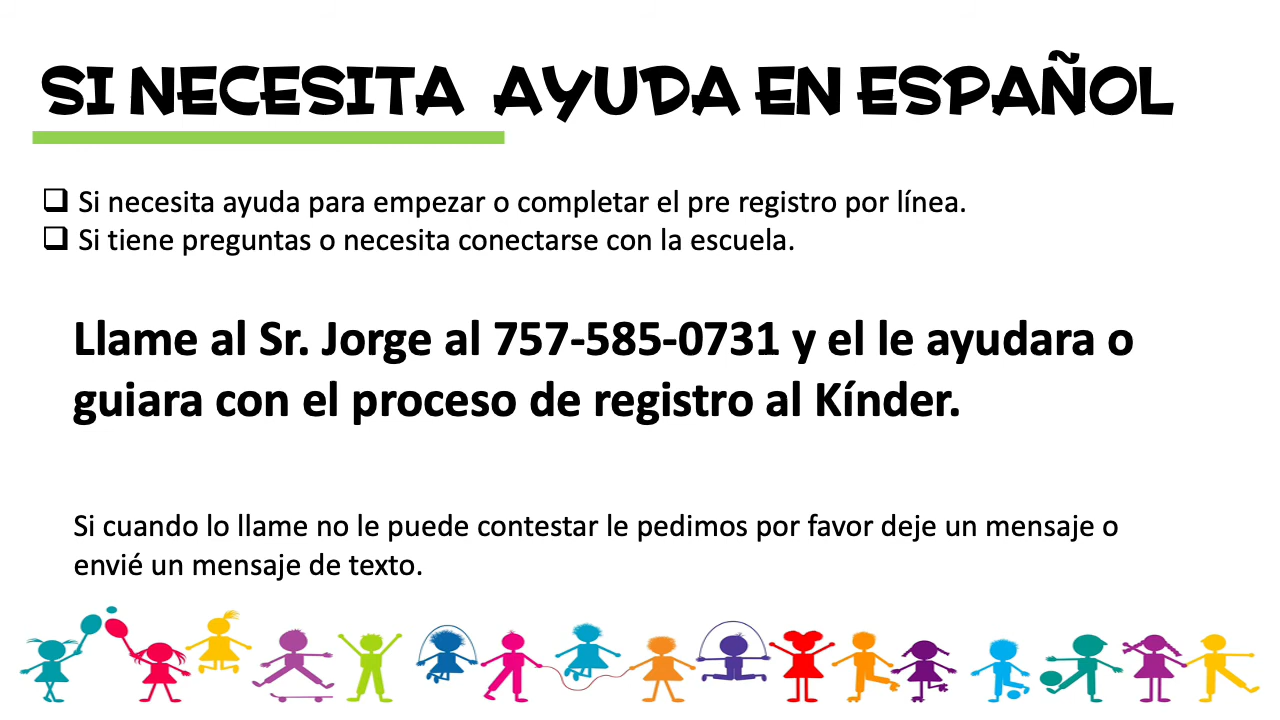 SI NECESITA AYUDA EN ESPAÑOL
❑ Si necesita ayuda para empezar o completar el pre registro por línea.
❑ Si tiene preguntas o necesita conectarse con la escuela.
Llame al Sr. Jorge al 757-585-0731 y el le ayudara o
guiara con el proceso de registro al Kínder.
Si cuando lo llame no le puede contestar le pedimos por favor deje un mensaje o
envié un mensaje de texto.